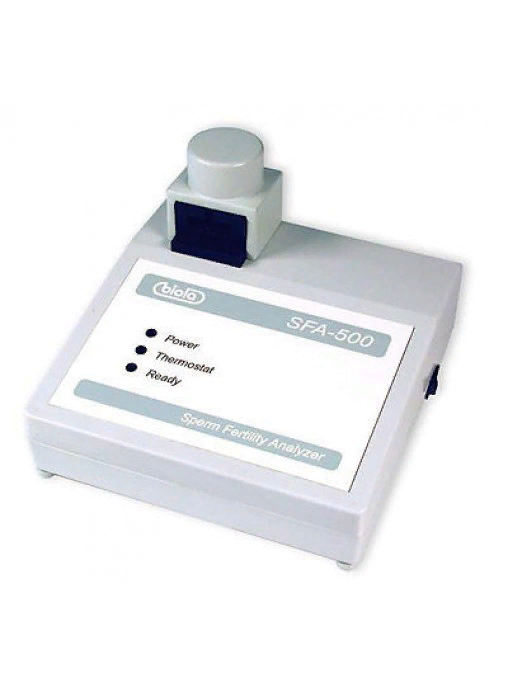 biola
SFA-500
Power
Thermostat
Ready
Sperm Fertility Analyzer